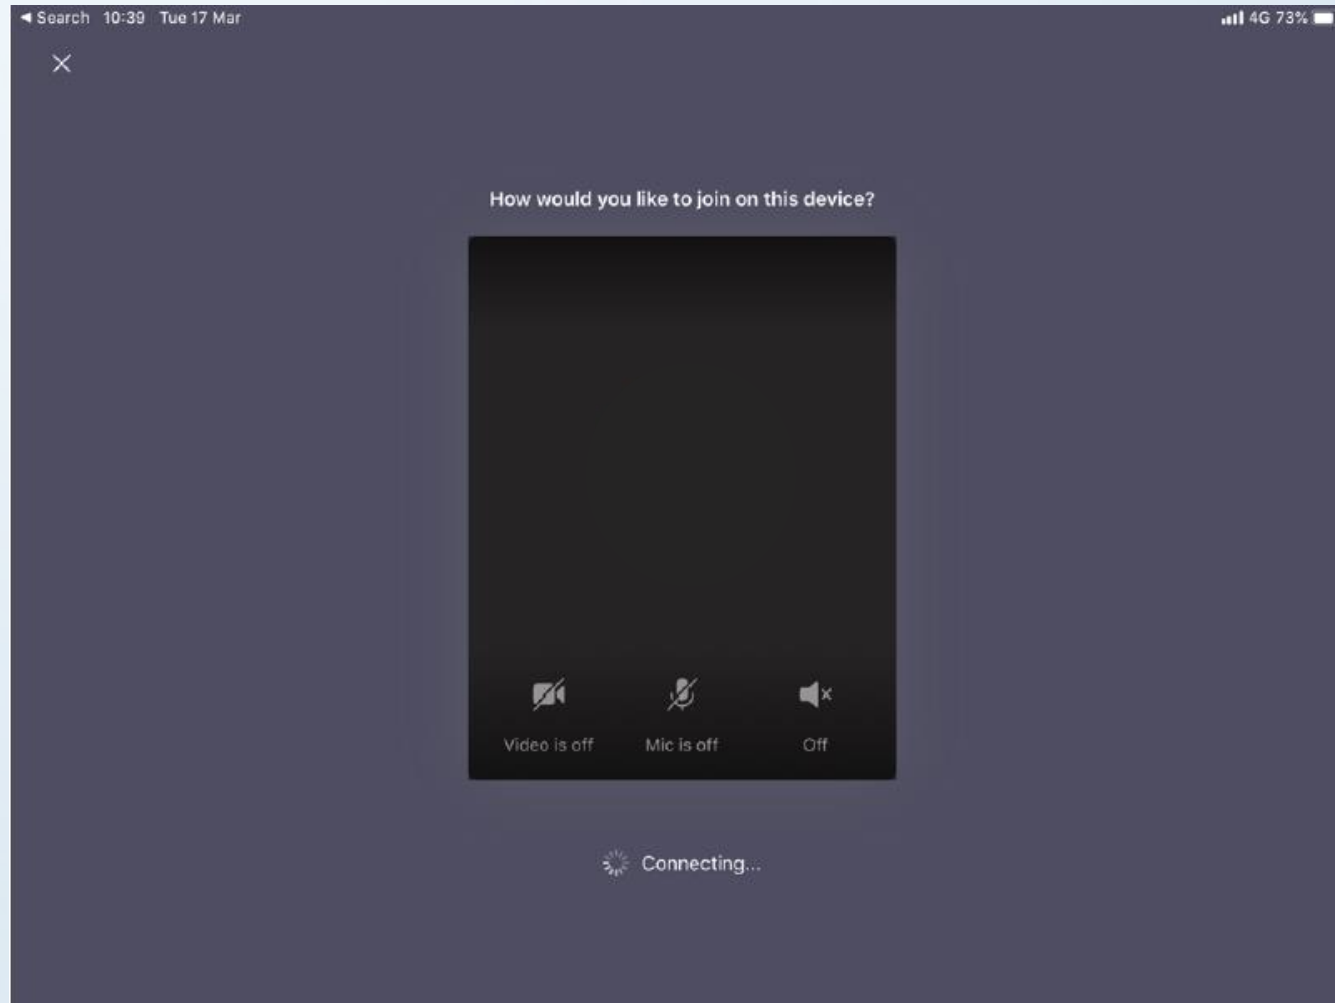 ◄ Search 10:39 Tue 17 Mar 4G 73%
How would you like to join on this device?
Video is off Mic is off Off
Connecting...